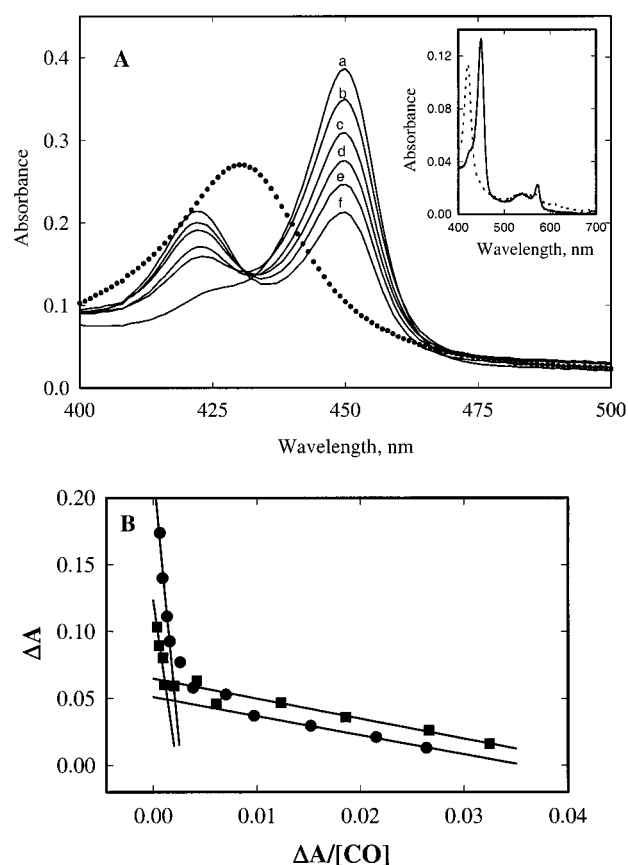 A
a
b
c
d
e
f
0.4
0.3
0.2
0.1
0.0
Absorbance
400
425
450
475
500
Wavelength, nm
0.12
0.08
0.04
0.00
Absorbance
400 500 600 700
Wavelength, nm
B
0.20
0.15
0.10
0.05
0.00
ΔA
0.00
0.01
0.02
0.03
0.04
ΔA/[CO]